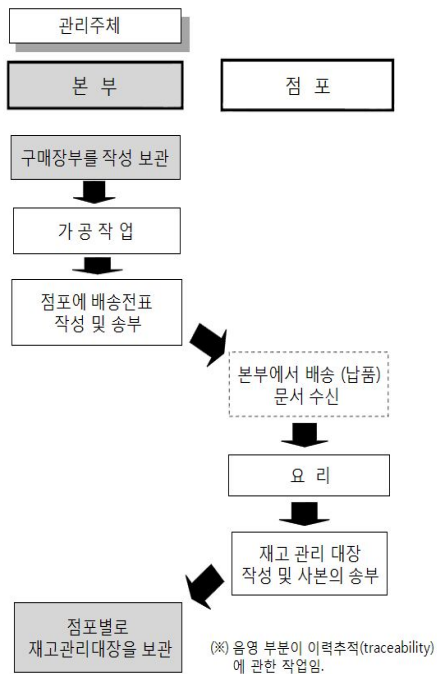 관리주체
본 부
점 포
구매장부를 작성 보관
가 공 작 업
점포에 배송전표
작성 및 송부
본부에서 배송 (납품)
문서 수신
요 리
재고 관리 대장
작성 및 사본의 송부
점포별로
재고관리대장을 보관
(※) 음영 부분이 이력추적(traceability)
에 관한 작업임.